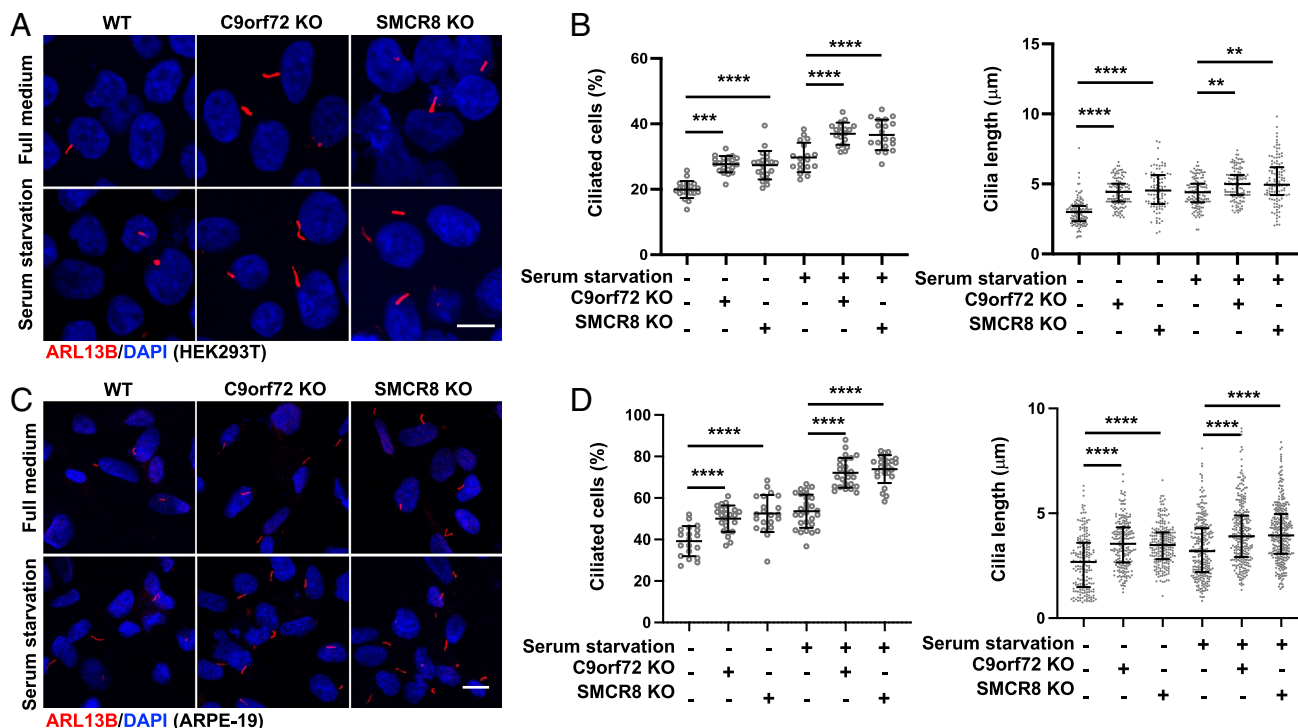 A
WT C9orf72 KO SMCR8 KO
Full medium
Serum starvation
ARL13B/DAPI (HEK293T)
B
Ciliated cells (%)
60
40
20
0
*** **** **** ****
Serum starvation - - - + + +
C9orf72 KO - + - - + -
SMCR8 KO - - + - - +
Cilia length (μm)
15
10
5
0
**** **** ** **
Serum starvation - - - + + +
C9orf72 KO - + - - + -
SMCR8 KO - - + - - +
C
WT C9orf72 KO SMCR8 KO
Full medium
Serum starvation
ARL13B/DAPI (ARPE-19)
D
Ciliated cells (%)
100
80
60
40
20
0
**** **** **** ****
Serum starvation - - - + + +
C9orf72 KO - + - - + -
SMCR8 KO - - + - - +
Cilia length (μm)
10
5
0
**** **** **** ****
Serum starvation - - - + + +
C9orf72 KO - + - - + -
SMCR8 KO - - + - - +